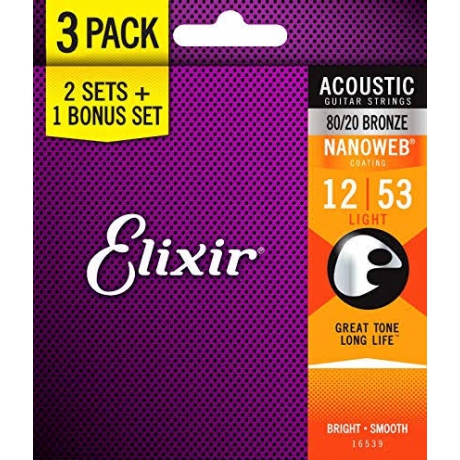 3 PACK
2 SETS +
1 BONUS SET
Elixir®
ACOUSTIC
GUITAR STRINGS
80/20 BRONZE
NANOWEB®
COATING
12 | 53
LIGHT
GREAT TONE
LONG LIFE™
BRIGHT • SMOOTH
16539